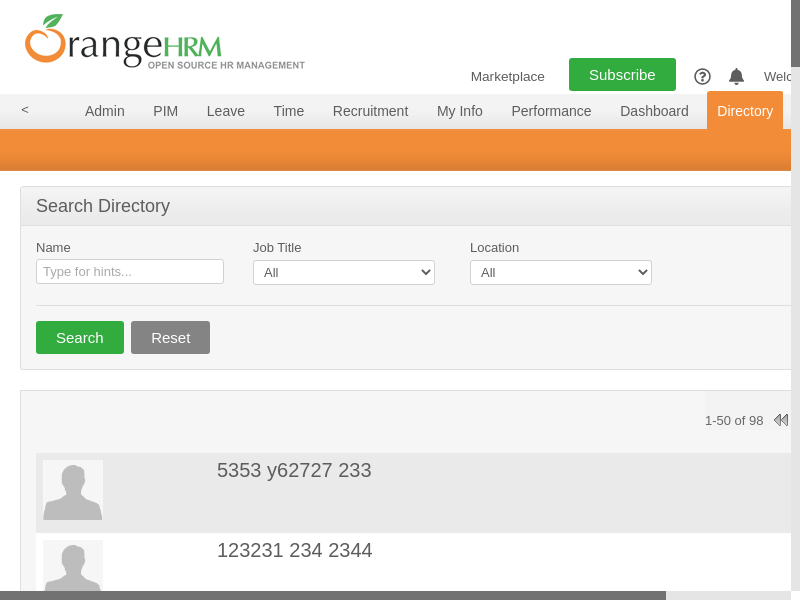 OrangeHRM
OPEN SOURCE HR MANAGEMENT
Marketplace
Subscribe
Welc
<
Admin
PIM
Leave
Time
Recruitment
My Info
Performance
Dashboard
Directory
Search Directory
Name
Job Title
Location
Type for hints...
All
All
Search
Reset
1-50 of 98
5353 y62727 233
123231 234 2344